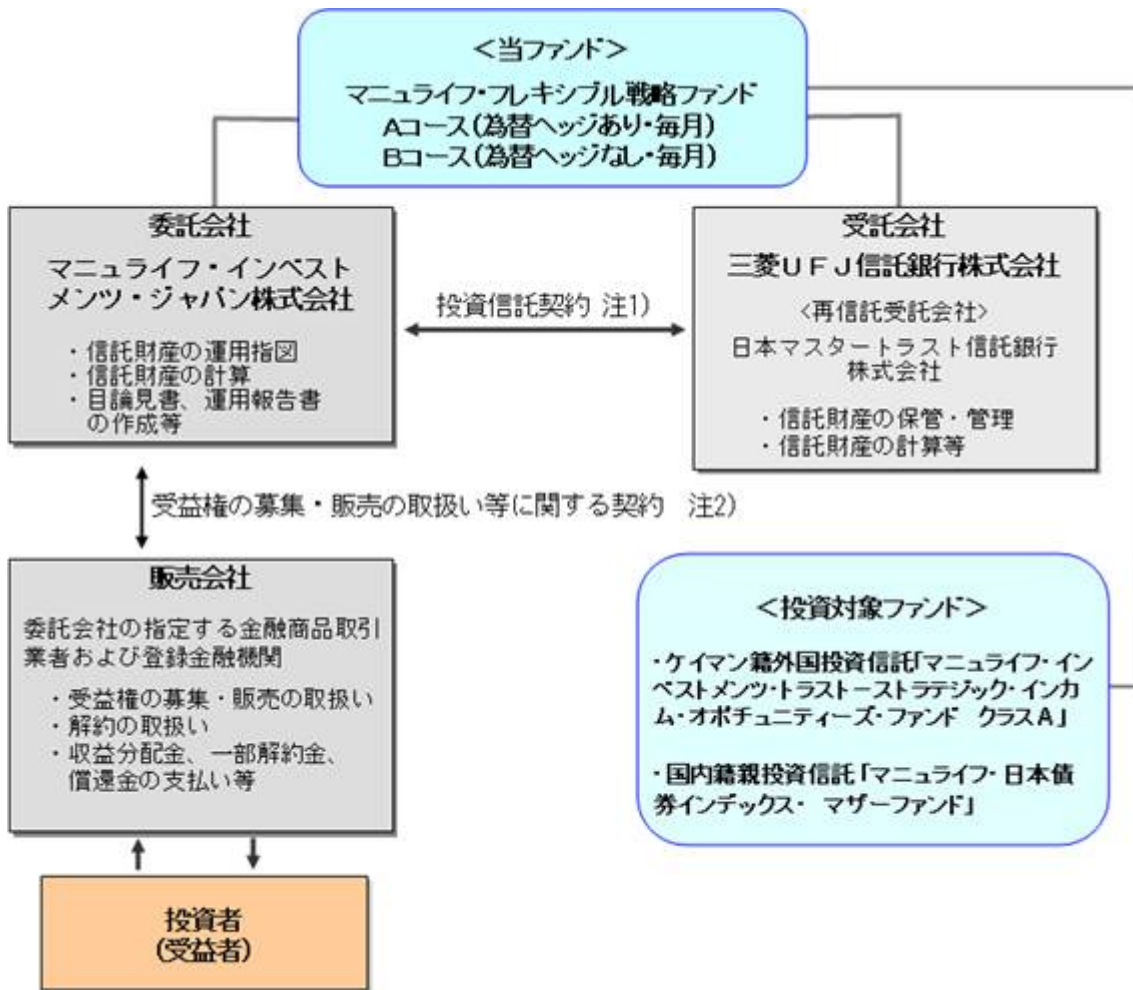 ＜当ファンド＞
マニュライフ・フレキシブル戦略ファンド
Aコース(為替ヘッジあり・毎月)
Bコース(為替ヘッジなし・毎月)
委託会社
マニュライフ・インベスト
メンツ・ジャパン株式会社
・信託財産の運用指図
・信託財産の計算
・目論見書、運用報告書
の作成等
投資信託契約 注1)
受託会社
三菱ＵＦＪ信託銀行株式会社
＜再信託受託会社＞
日本マスタートラスト信託銀行
株式会社
・信託財産の保管・管理
・信託財産の計算等
受益権の募集・販売の取扱い等に関する契約　注2)
販売会社
委託会社の指定する金融商品取引
業者および登録金融機関
・受益権の募集・販売の取扱い
・解約の取扱い
・収益分配金、一部解約金、
償還金の支払い等
＜投資対象ファンド＞
・ケイマン籍外国投資信託「マニュライフ・イン
ベストメンツ・トラストーストラテジック・インカ
ム・オポチュニティーズ・ファンド　クラスA」
・国内籍親投資信託「マニュライフ・日本債
券インデックス・　マザーファンド」
投資者
(受益者)